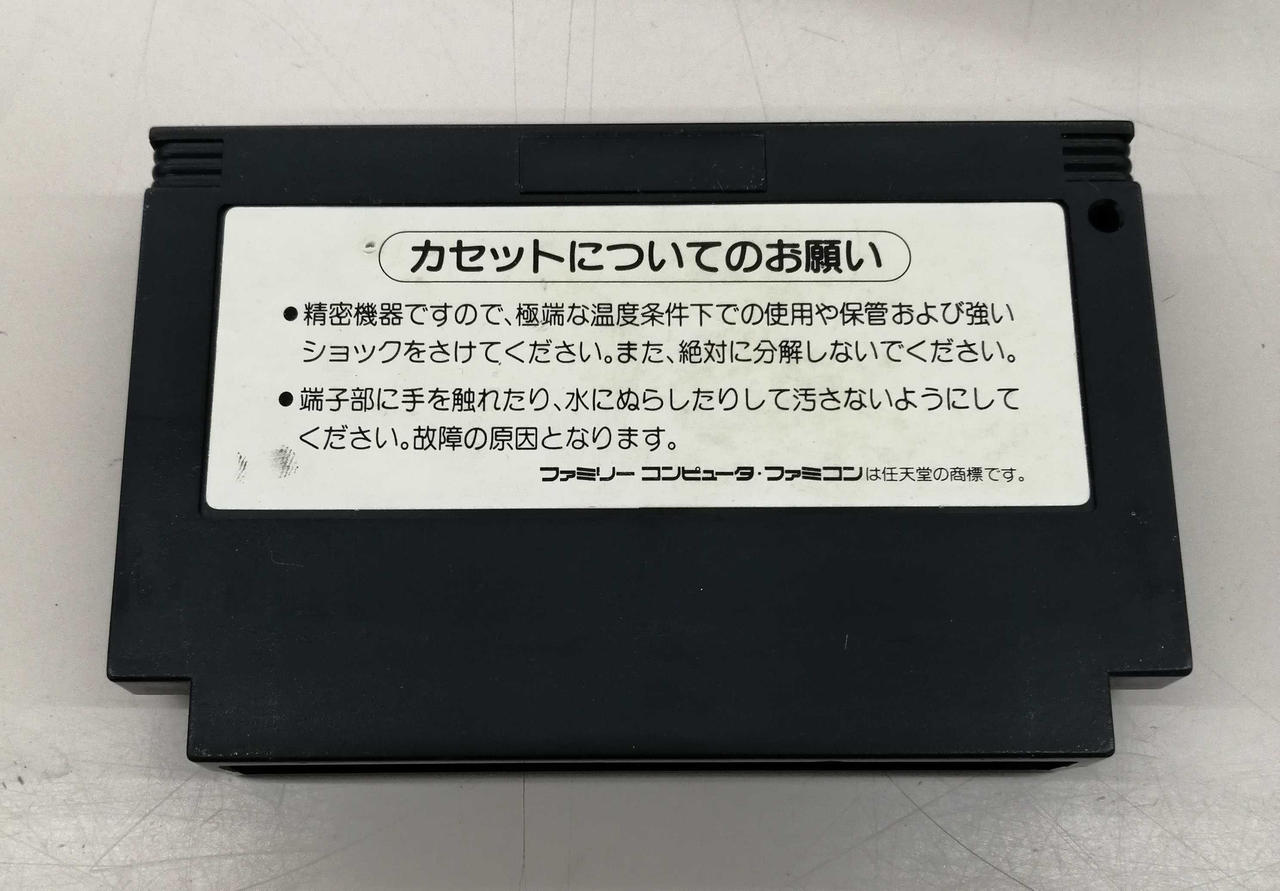 カセットについてのお願い
●精密機器ですので、極端な温度条件下での使用や保管および強い
ショックをさけてください。また、絶対に分解しないでください。
●端子部に手を触れたり、水にぬらしたりして汚さないようにして
ください。故障の原因となります。
ファミリー コンピュータ・ファミコンは任天堂の商標です。